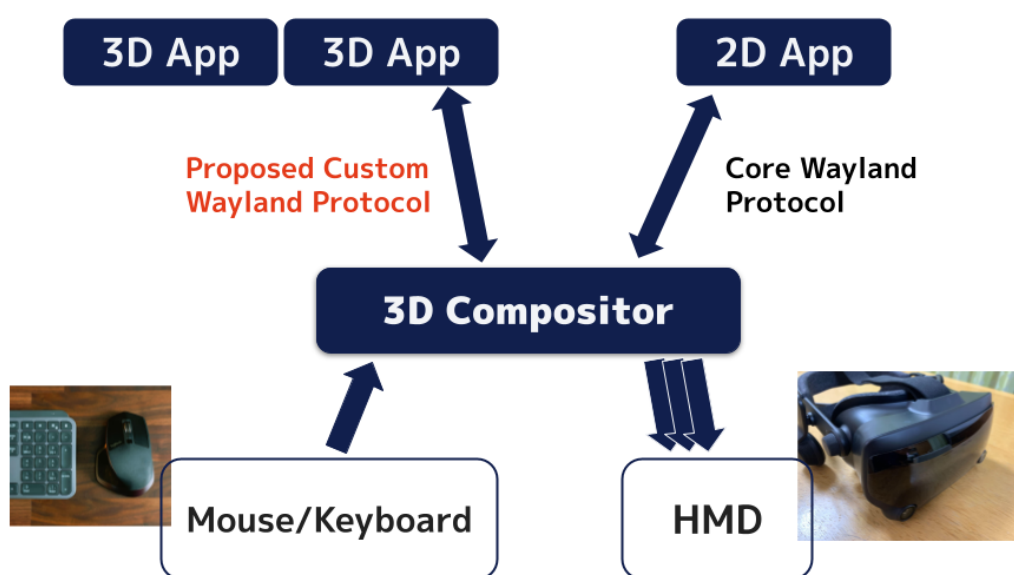 3D App
3D App
2D App
Proposed Custom
Wayland Protocol
Core Wayland
Protocol
3D Compositor
Mouse/Keyboard
HMD